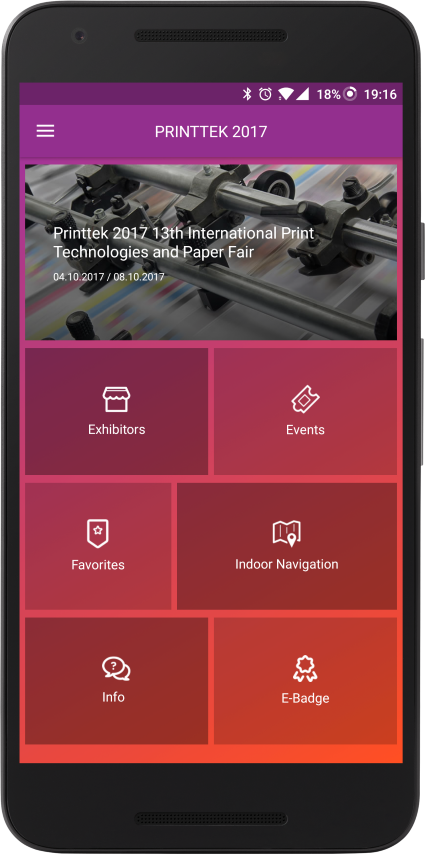 18% 19:16
PRINTTEK 2017
Printtek 2017 13th International Print
Technologies and Paper Fair
04.10.2017 / 08.10.2017
Exhibitors
Events
Favorites
Indoor Navigation
Info
E-Badge